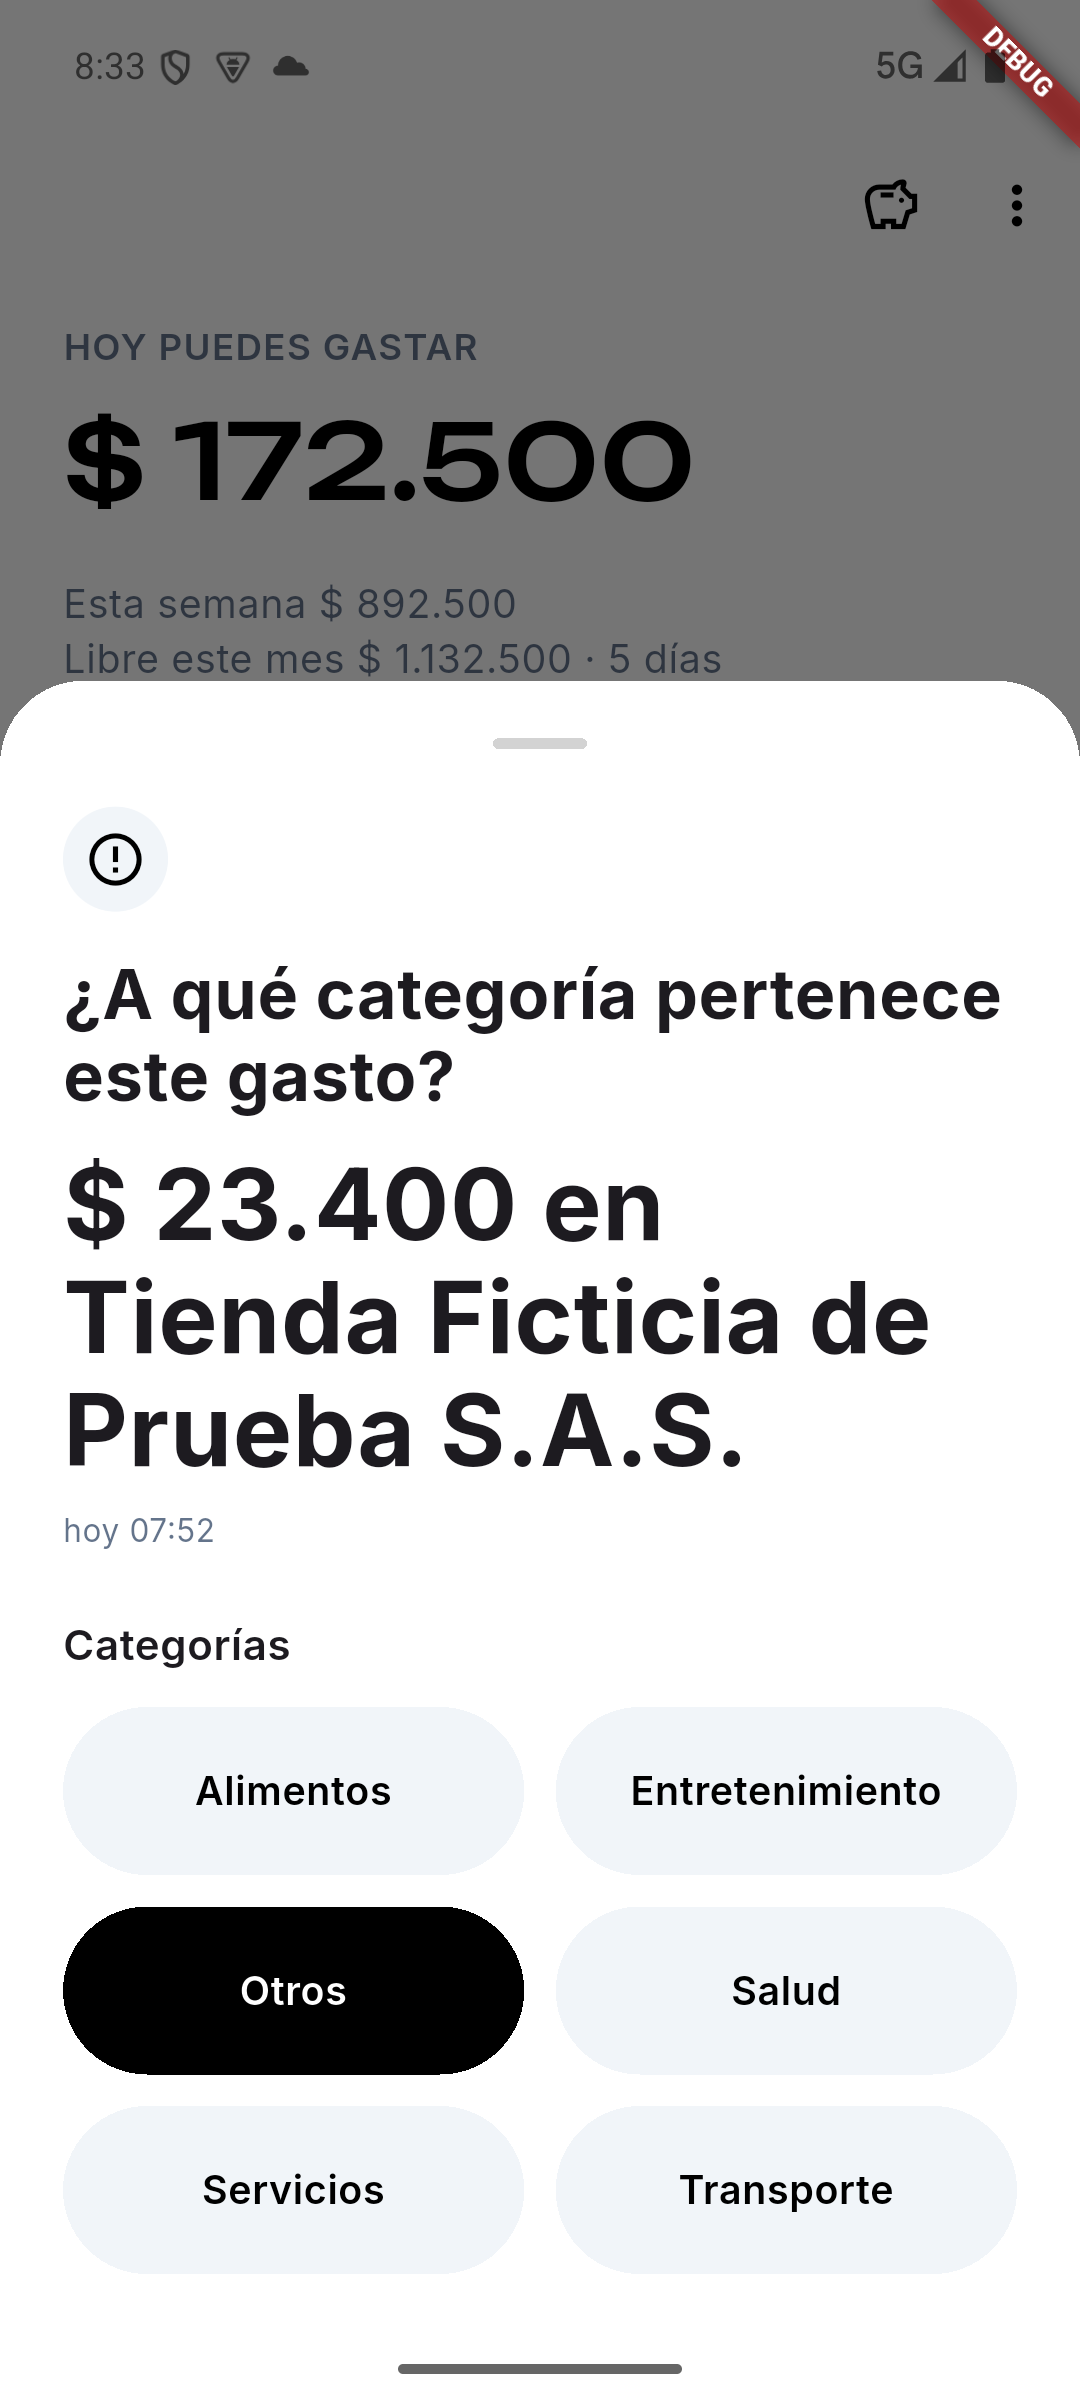 8:33
5G
DEBUG
HOY PUEDES GASTAR
$ 172.500
Esta semana $ 892.500
Libre este mes $ 1.132.500 · 5 días
¿A qué categoría pertenece
este gasto?
$ 23.400 en
Tienda Ficticia de
Prueba S.A.S.
hoy 07:52
Categorías
Alimentos
Entretenimiento
Otros
Salud
Servicios
Transporte